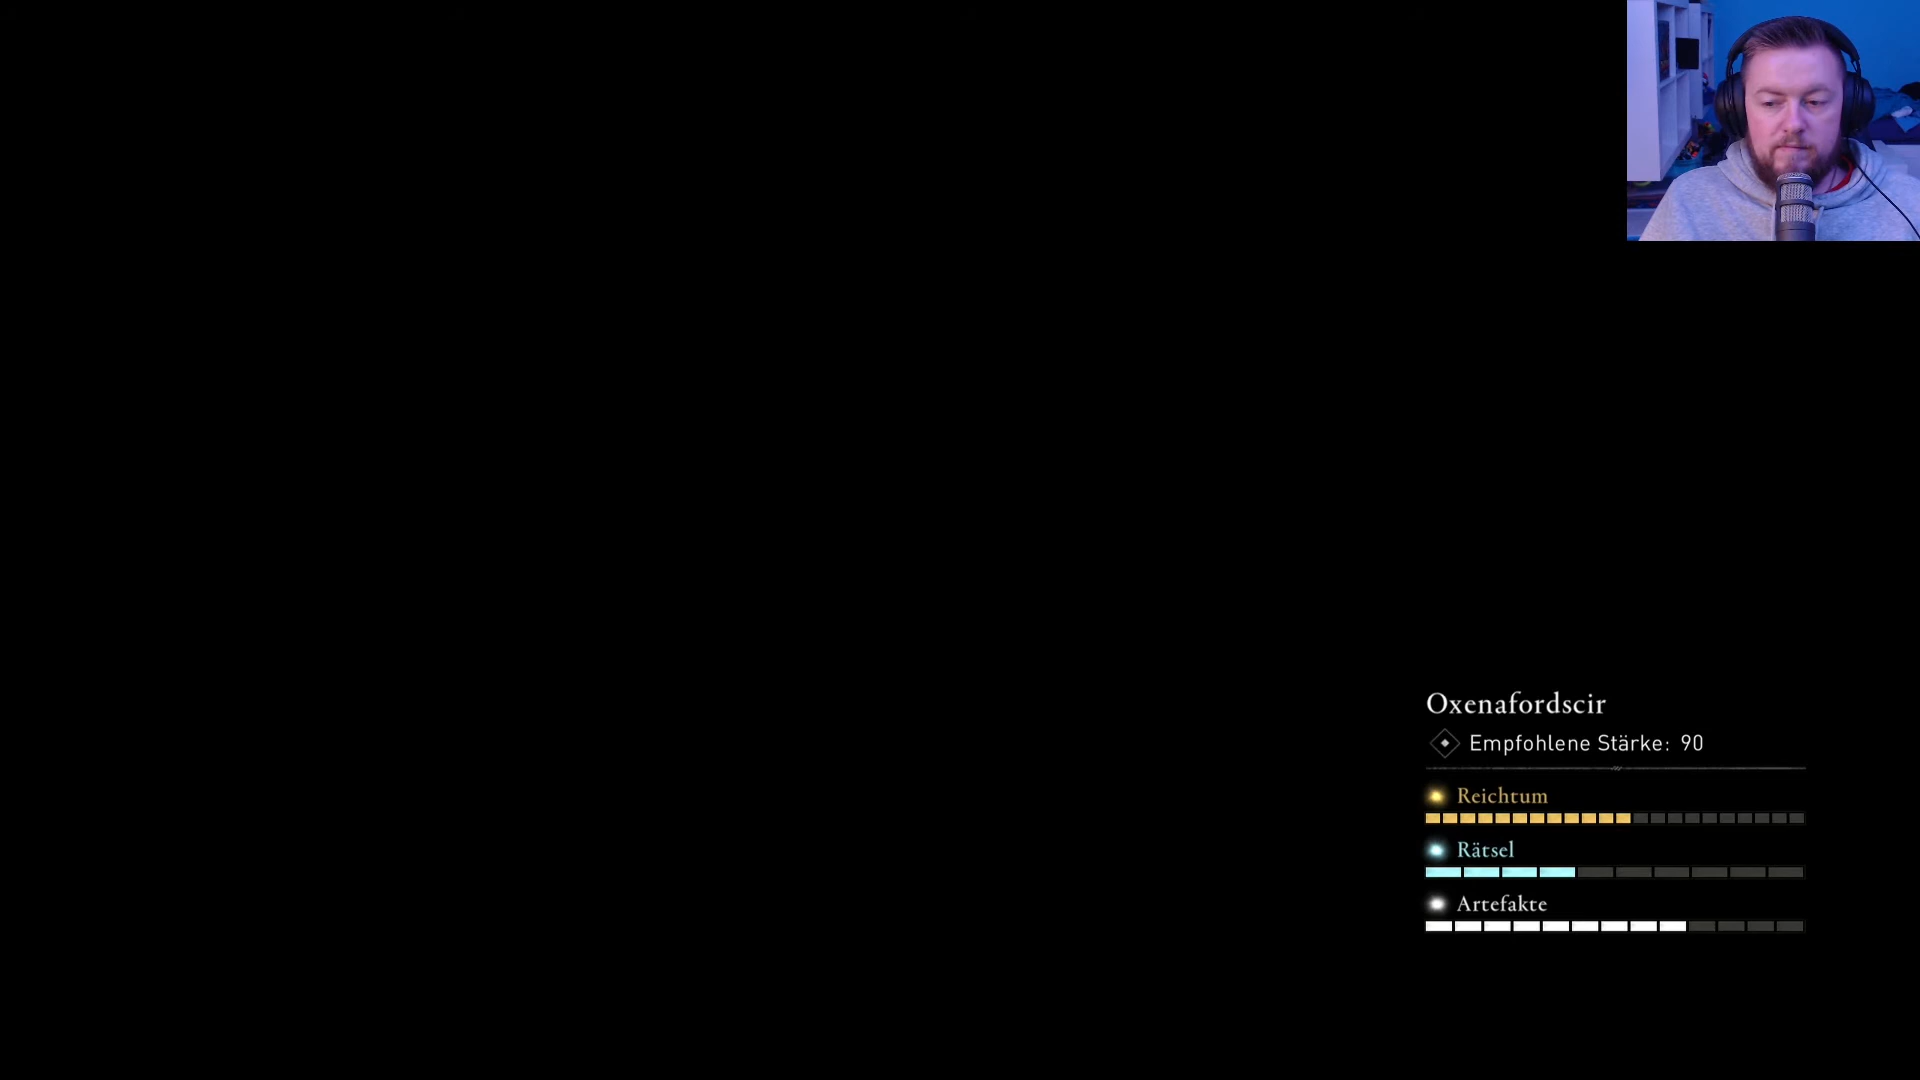 Oxenafordscir
Empfohlene Stärke: 90
Reichtum
Rätsel
Artefakte